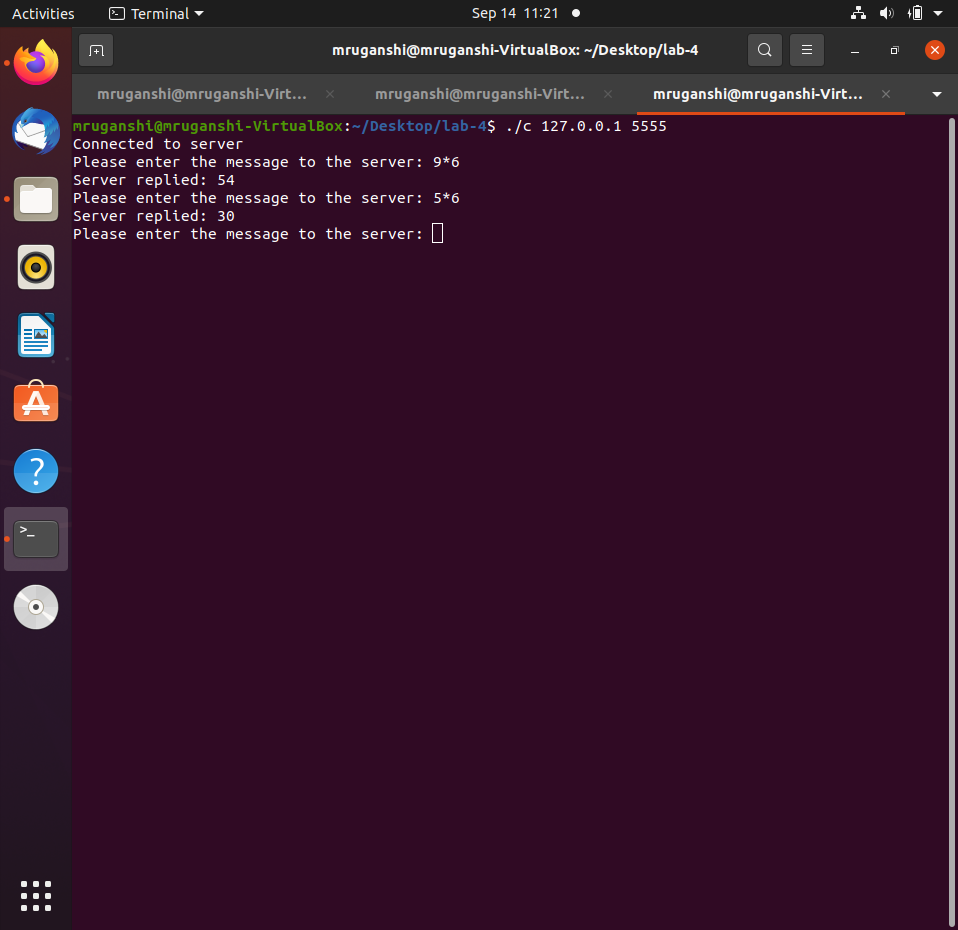 Activities Terminal Sep 14 11:21
mruganshi@mruganshi-VirtualBox: ~/Desktop/lab-4
mruganshi@mruganshi-Virt... mruganshi@mruganshi-Virt... mruganshi@mruganshi-Virt...
mruganshi@mruganshi-VirtualBox:~/Desktop/lab-4$ ./c 127.0.0.1 5555
Connected to server
Please enter the message to the server: 9*6
Server replied: 54
Please enter the message to the server: 5*6
Server replied: 30
Please enter the message to the server: